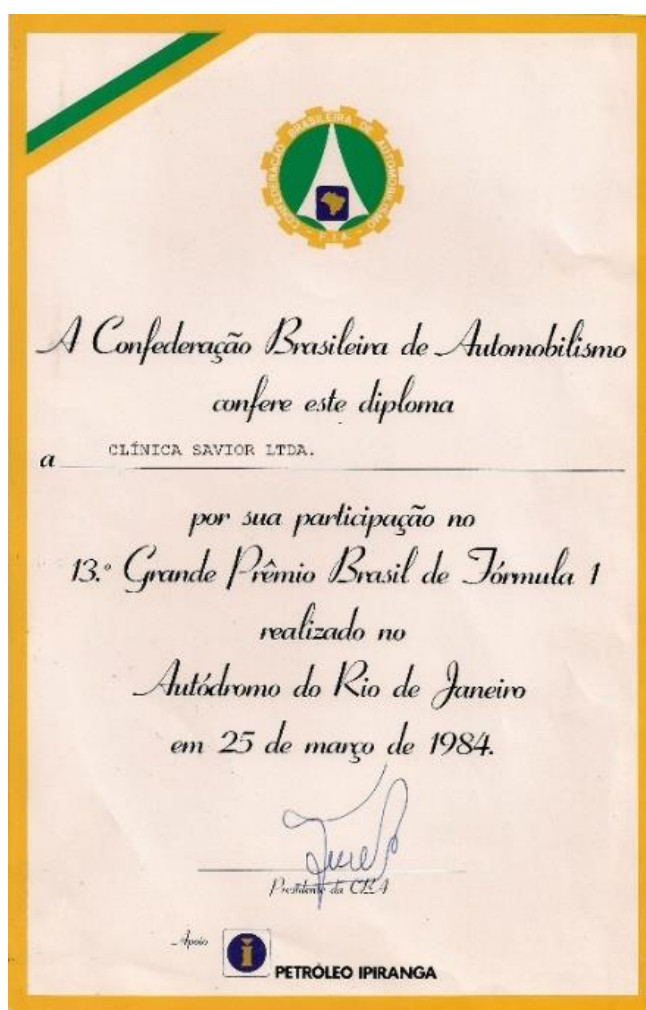 CONFEDERAÇÃO BRASILEIRA DE AUTOMOBILISMO
- F I A -
A Confederação Brasileira de Automobilismo
confere este diploma
a CLÍNICA SAVIOR LTDA.
por sua participação no
13.º Grande Prêmio Brasil de Fórmula 1
realizado no
Autódromo do Rio de Janeiro
em 25 de março de 1984.
Presidente da CBA
Apoio
PETRÓLEO IPIRANGA